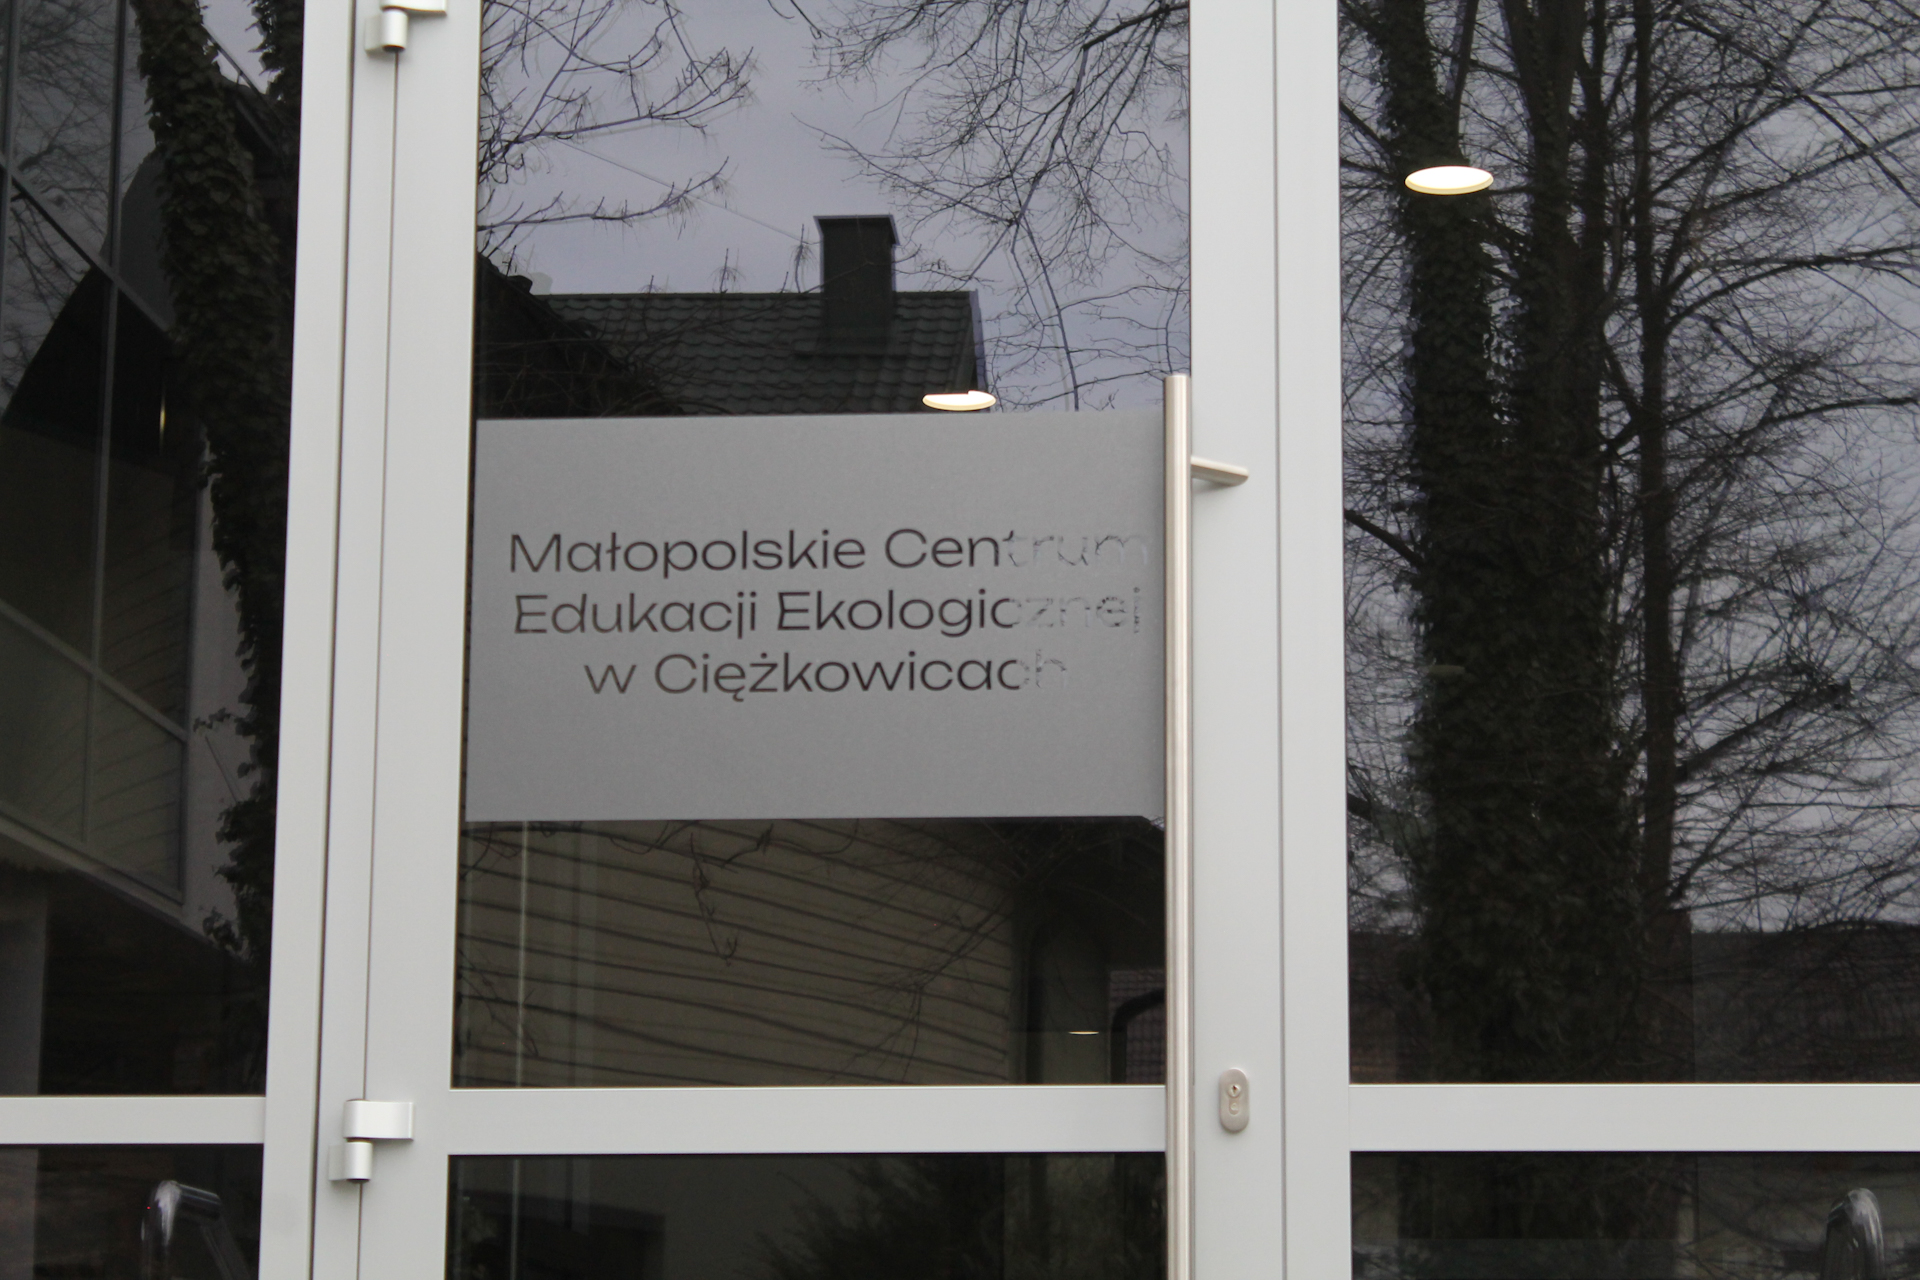 Małopolskie Centrum
Edukacji Ekologicznej
w Ciężkowicach